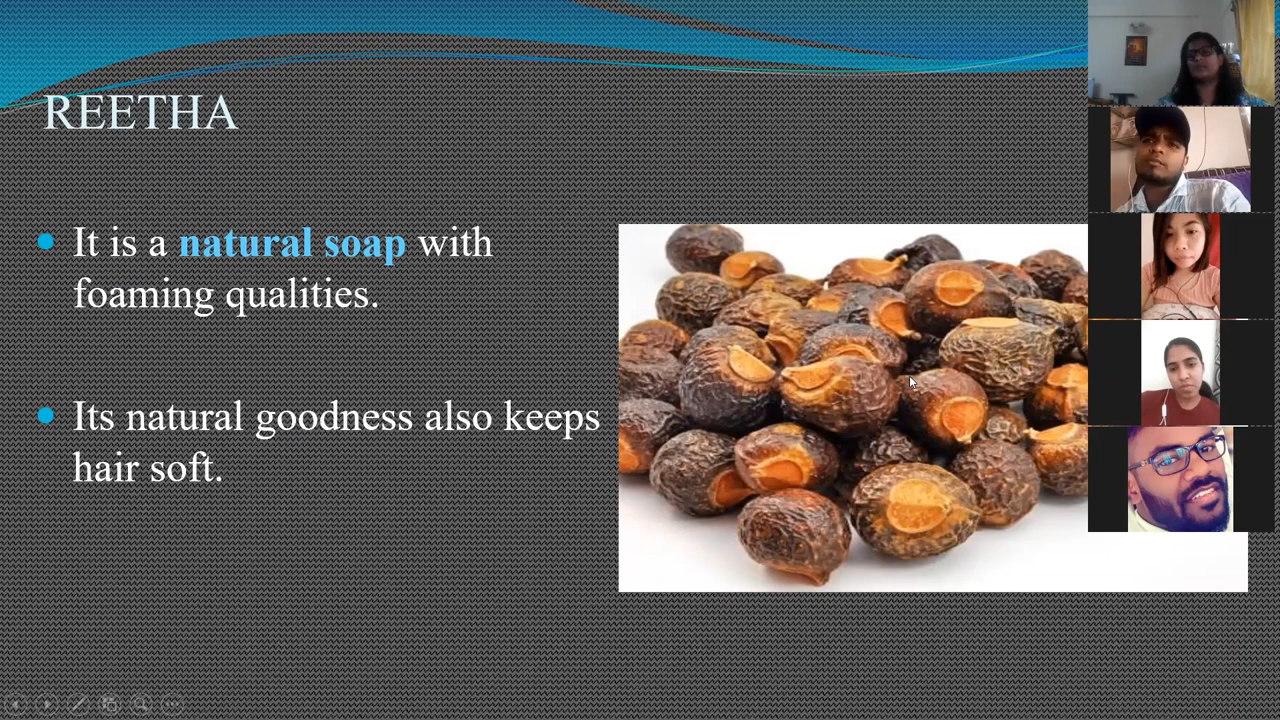 REETHA
It is a natural soap with
foaming qualities.
Its natural goodness also keeps
hair soft.